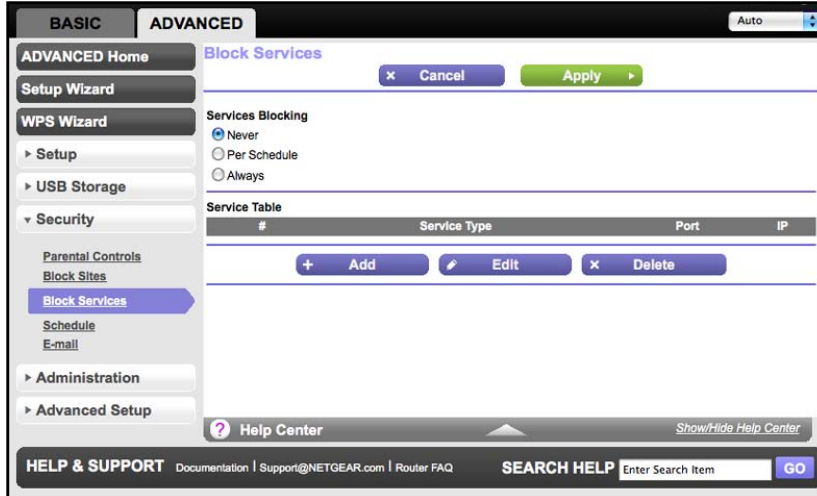 BASIC
ADVANCED
Auto
ADVANCED Home
Setup Wizard
WPS Wizard
Setup
USB Storage
Security
Parental Controls
Block Sites
Block Services
Schedule
E-mail
Administration
Advanced Setup
Block Services
× Cancel
Apply
Services Blocking
Never
Per Schedule
Always
Service Table
# Service Type Port IP
+ Add
Edit
× Delete
? Help Center
Show/Hide Help Center
HELP & SUPPORT Documentation | Support@NETGEAR.com | Router FAQ SEARCH HELP Enter Search Item GO